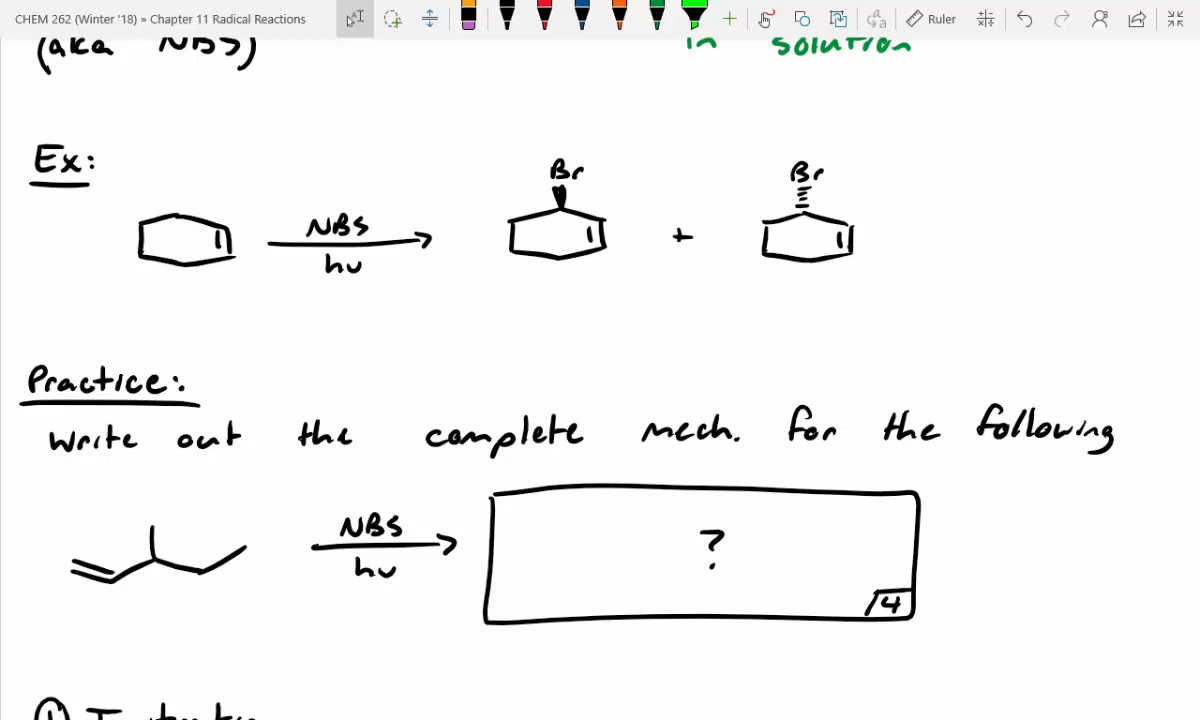 CHEM 262 (Winter '18) » Chapter 11 Radical Reactions
Ruler
(aka NBS)
in solution
Ex:
Br
Br
NBS
hν
+
Practice:
Write out the complete mech. for the following
NBS
hν
?
/4